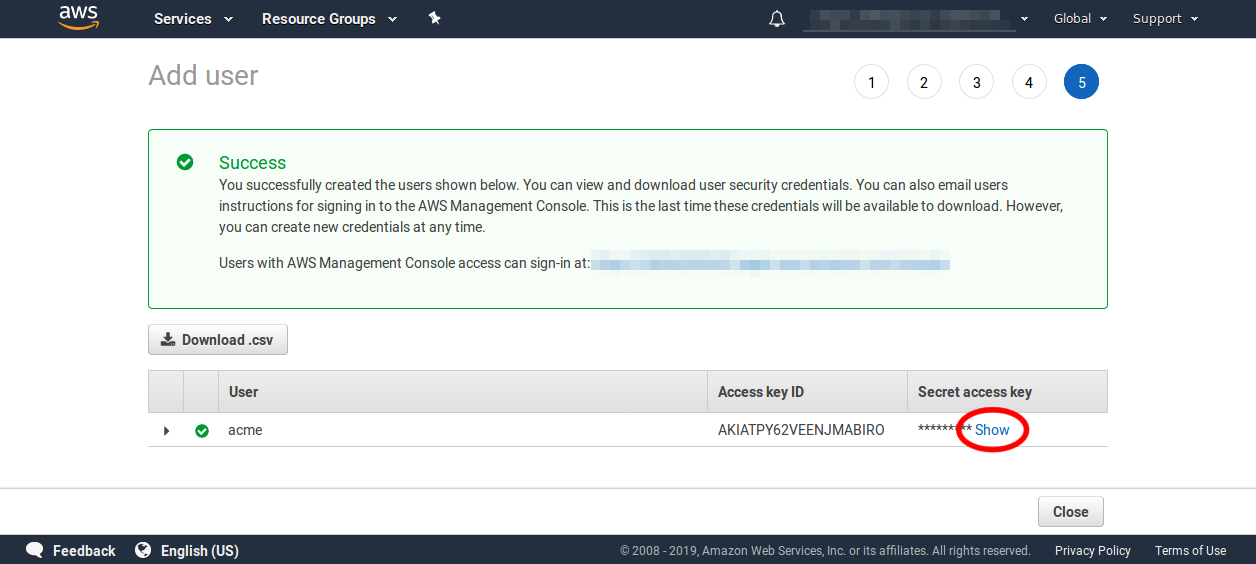 aws Services Resource Groups Global Support
Add user 1 2 3 4 5
Success
You successfully created the users shown below. You can view and download user security credentials. You can also email users
instructions for signing in to the AWS Management Console. This is the last time these credentials will be available to download. However,
you can create new credentials at any time.
Users with AWS Management Console access can sign-in at:
Download .csv
User Access key ID Secret access key
acme AKIATPY62VEENJMABIRO ********* Show
Close
Feedback English (US) © 2008 - 2019, Amazon Web Services, Inc. or its affiliates. All rights reserved. Privacy Policy Terms of Use